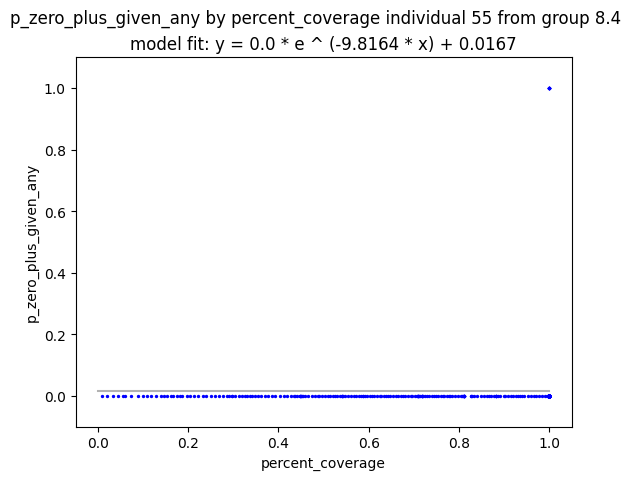 p_zero_plus_given_any by percent_coverage individual 55 from group 8.4
model fit: y = 0.0 * e ^ (-9.8164 * x) + 0.0167
p_zero_plus_given_any
1.0
0.8
0.6
0.4
0.2
0.0
0.0 0.2 0.4 0.6 0.8 1.0
percent_coverage